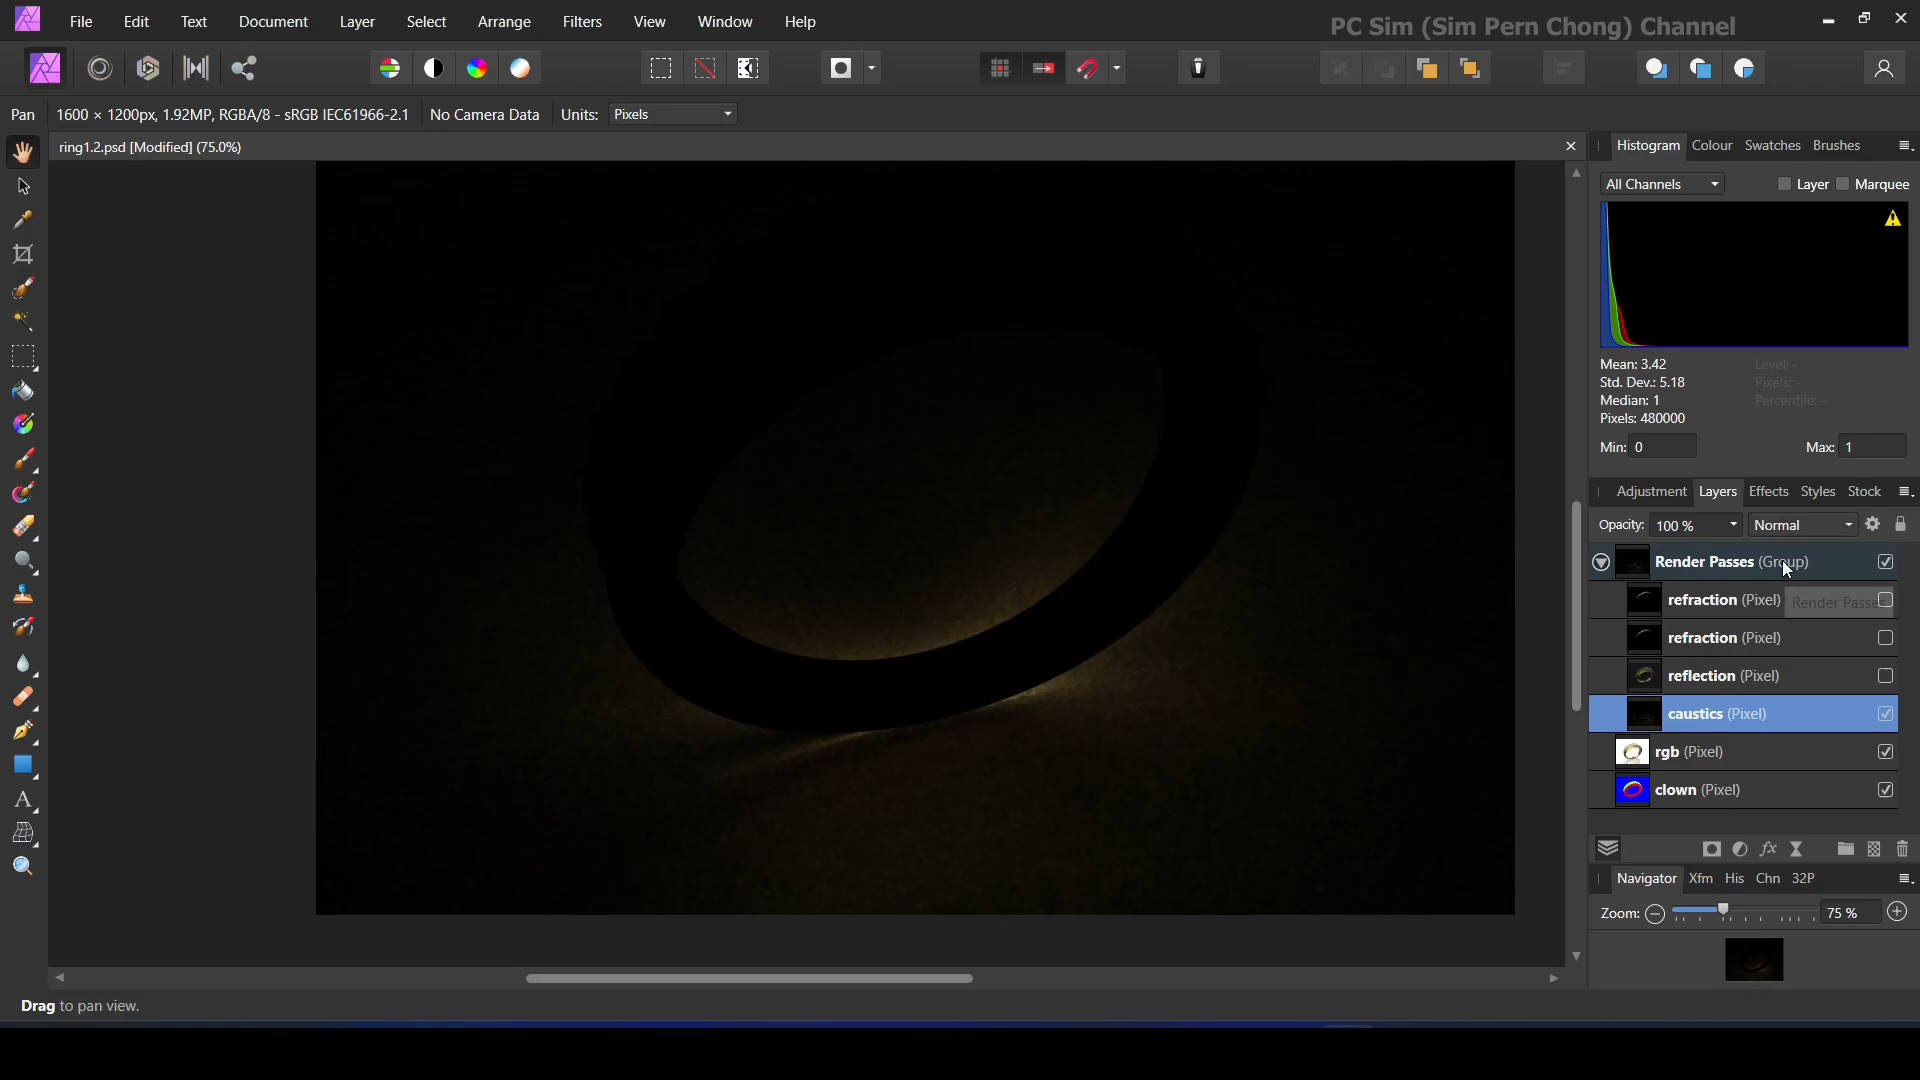 File Edit Text Document Layer Select Arrange Filters View Window Help
PC Sim (Sim Pern Chong) Channel
Pan 1600 × 1200px, 1.92MP, RGBA/8 - sRGB IEC61966-2.1 No Camera Data Units: Pixels
ring1.2.psd [Modified] (75.0%)
Histogram Colour Swatches Brushes
All Channels Layer Marquee
Mean: 3.42 Level: -
Std. Dev.: 5.18 Pixels: -
Median: 1 Percentile: -
Pixels: 480000
Min: 0 Max: 1
Adjustment Layers Effects Styles Stock
Opacity: 100 % Normal
Render Passes (Group)
refraction (Pixel) Render Passes
refraction (Pixel)
reflection (Pixel)
caustics (Pixel)
rgb (Pixel)
clown (Pixel)
Navigator Xfm His Chn 32P
Zoom: 75 %
Drag to pan view.